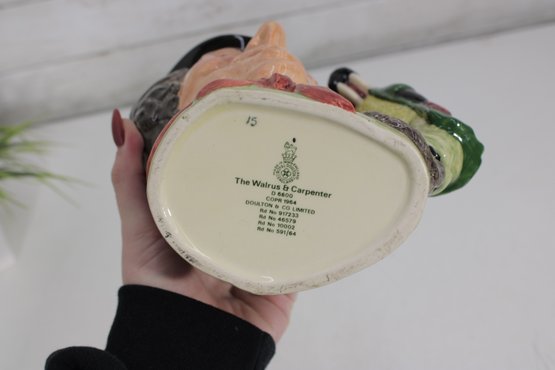 15
The Walrus & Carpenter
D 6600
COPR 1964
DOULTON & CO LIMITED
Rd No 917233
Rd No 46579
Rd No 10002
Rd No 591/64